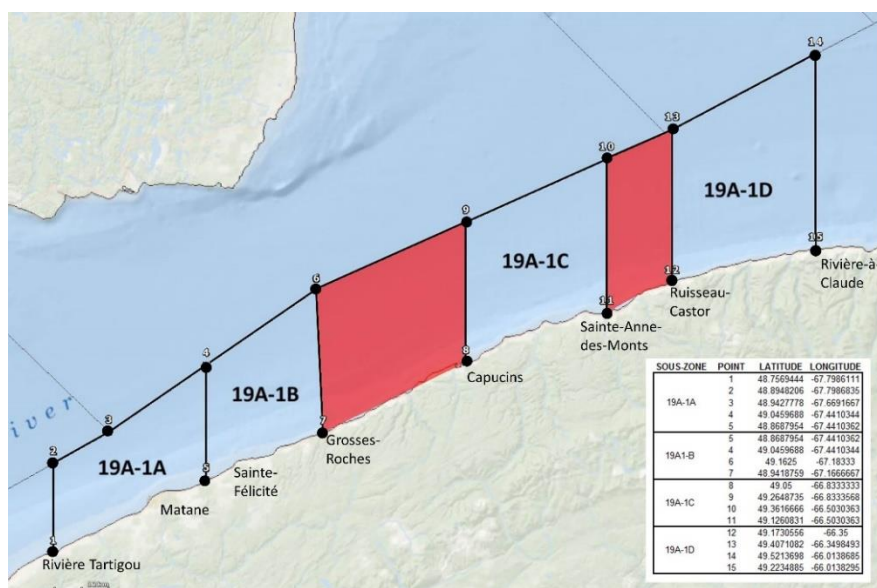 14
13
10
19A-1D
9
19A-1C
15
Rivière-à-
Claude
6
12
Ruisseau-
Castor
11
Sainte-Anne-
des-Monts
4
8
Capucins
19A-1B
3
7
Grosses-
Roches
River
2
19A-1A
5
Sainte-
Félicité
Matane
1
Rivière Tartigou
SOUS-ZONE POINT LATITUDE LONGITUDE
19A-1A
1 48.7569444 -67.7986111
2 48.8948206 -67.7986835
3 48.9427778 -67.6691667
4 49.0459688 -67.4410344
5 48.8687954 -67.4410362
19A1-B
5 48.8687954 -67.4410362
4 49.0459688 -67.4410344
6 49.1625 -67.18333
7 48.9418759 -67.1666667
19A-1C
8 49.05 -66.8333333
9 49.2648735 -66.8333568
10 49.3616666 -66.5030363
11 49.1260831 -66.5030363
19A-1D
12 49.1730556 -66.35
13 49.4071082 -66.3498493
14 49.5213698 -66.0138685
15 49.2234885 -66.0138295